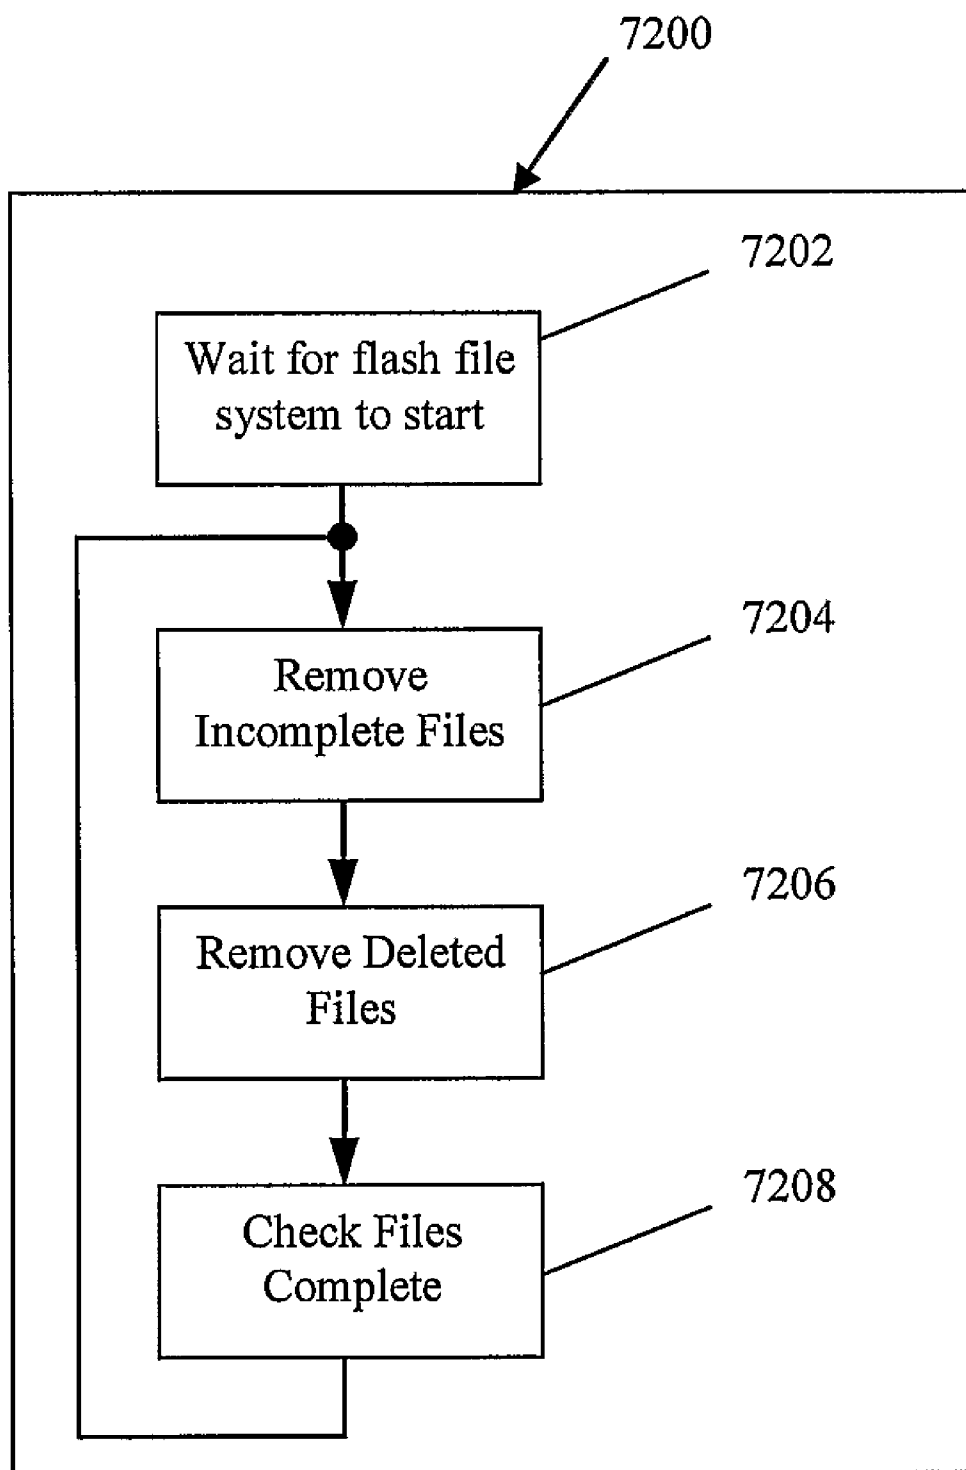 7200
7202
Wait for flash file
system to start
7204
Remove
Incomplete Files
7206
Remove Deleted
Files
7208
Check Files
Complete